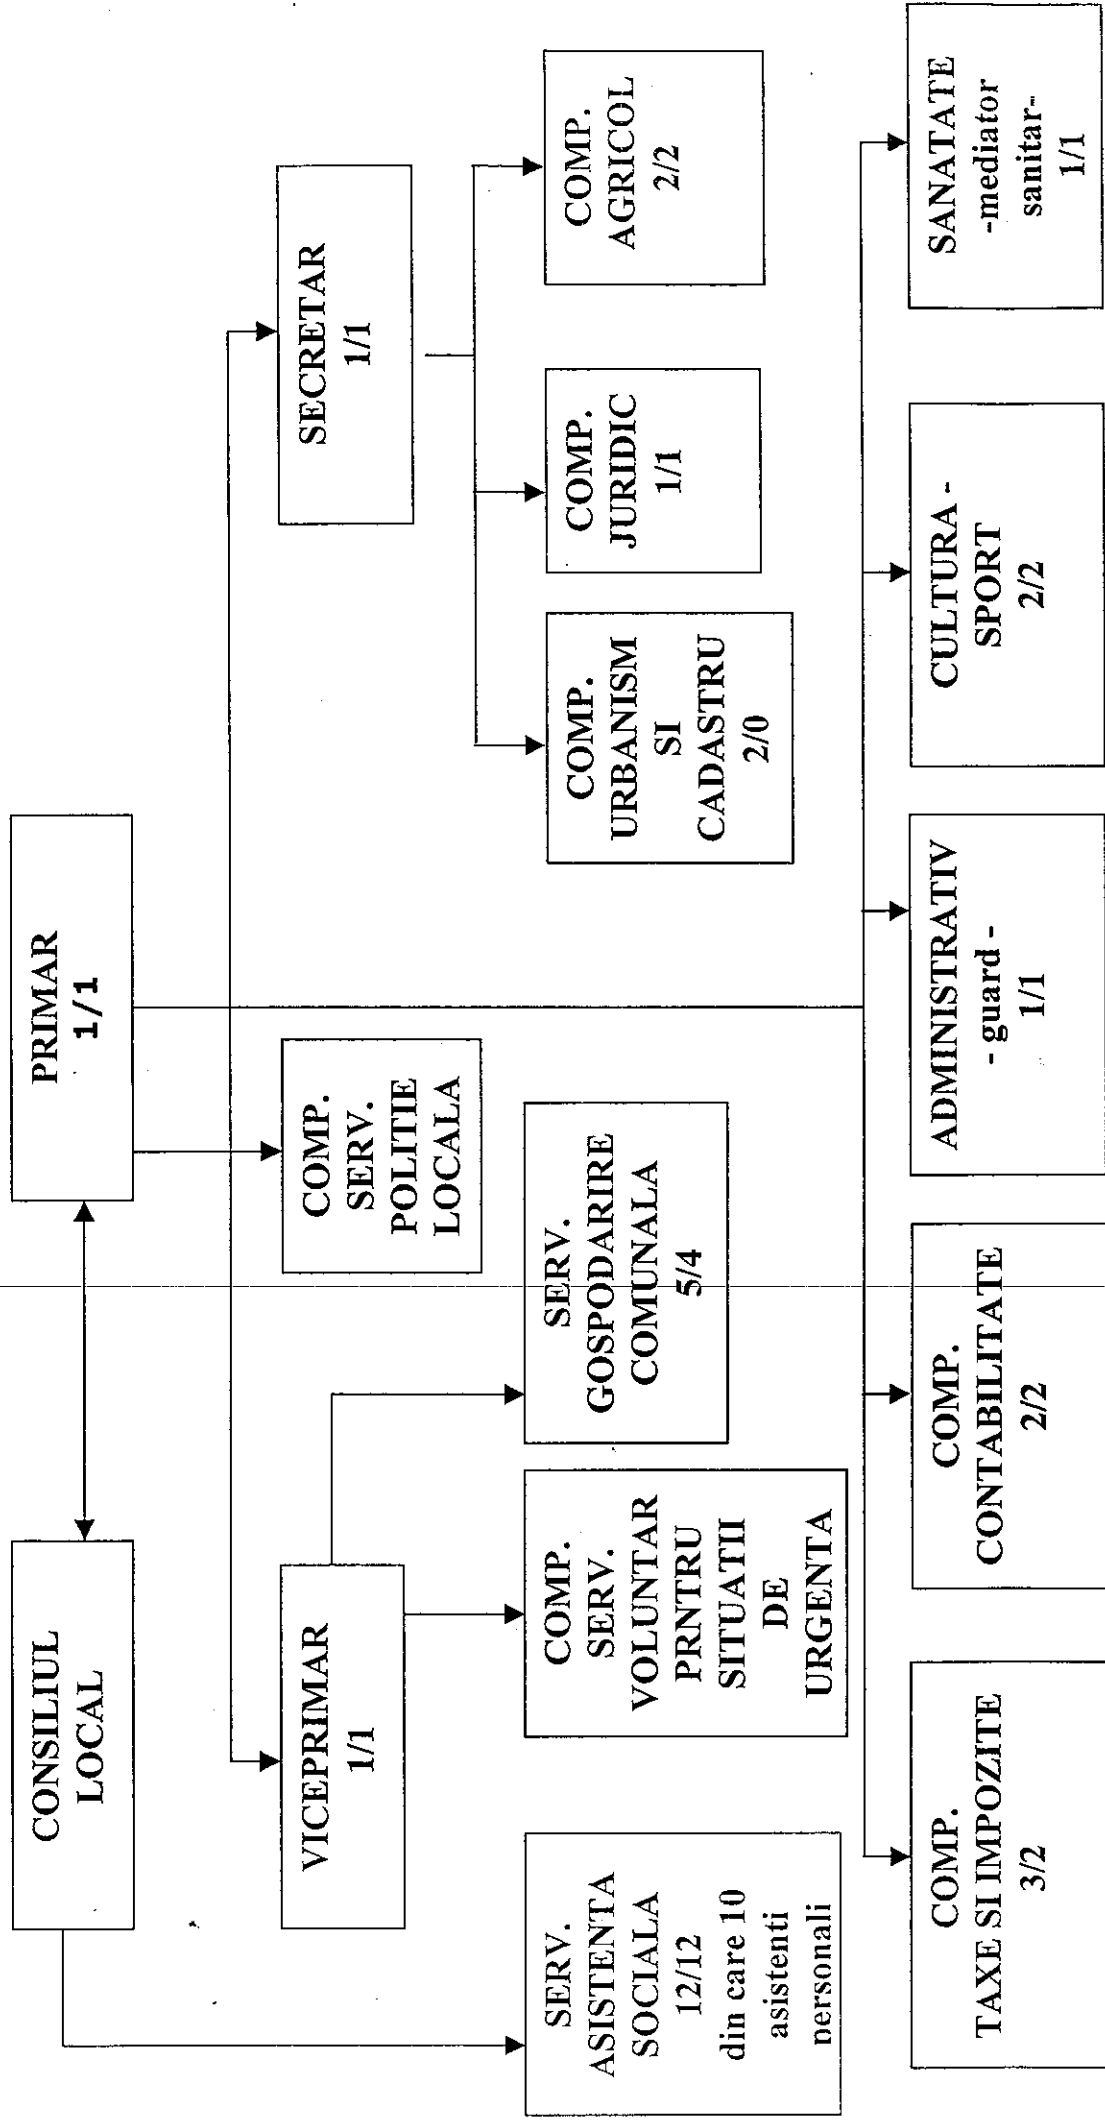 CONSILIUL
LOCAL
PRIMAR
1/1
VICEPRIMAR
1/1
COMP.
SERV.
POLITIE
LOCALA
SECRETAR
1/1
SERV.
ASISTENTA
SOCIALA
12/12
din care 10
asistenti
personali
COMP.
SERV.
VOLUNTAR
PRNTRU
SITUATII
DE
URGENTA
SERV.
GOSPODARIRE
COMUNALA
5/4
COMP.
URBANISM
SI
CADASTRU
2/0
COMP.
JURIDIC
1/1
COMP.
AGRICOL
2/2
COMP.
TAXE SI IMPOZITE
3/2
COMP.
CONTABILITATE
2/2
ADMINISTRATIV
- guard -
1/1
CULTURA -
SPORT
2/2
SANATATE
-mediator
sanitar-
1/1